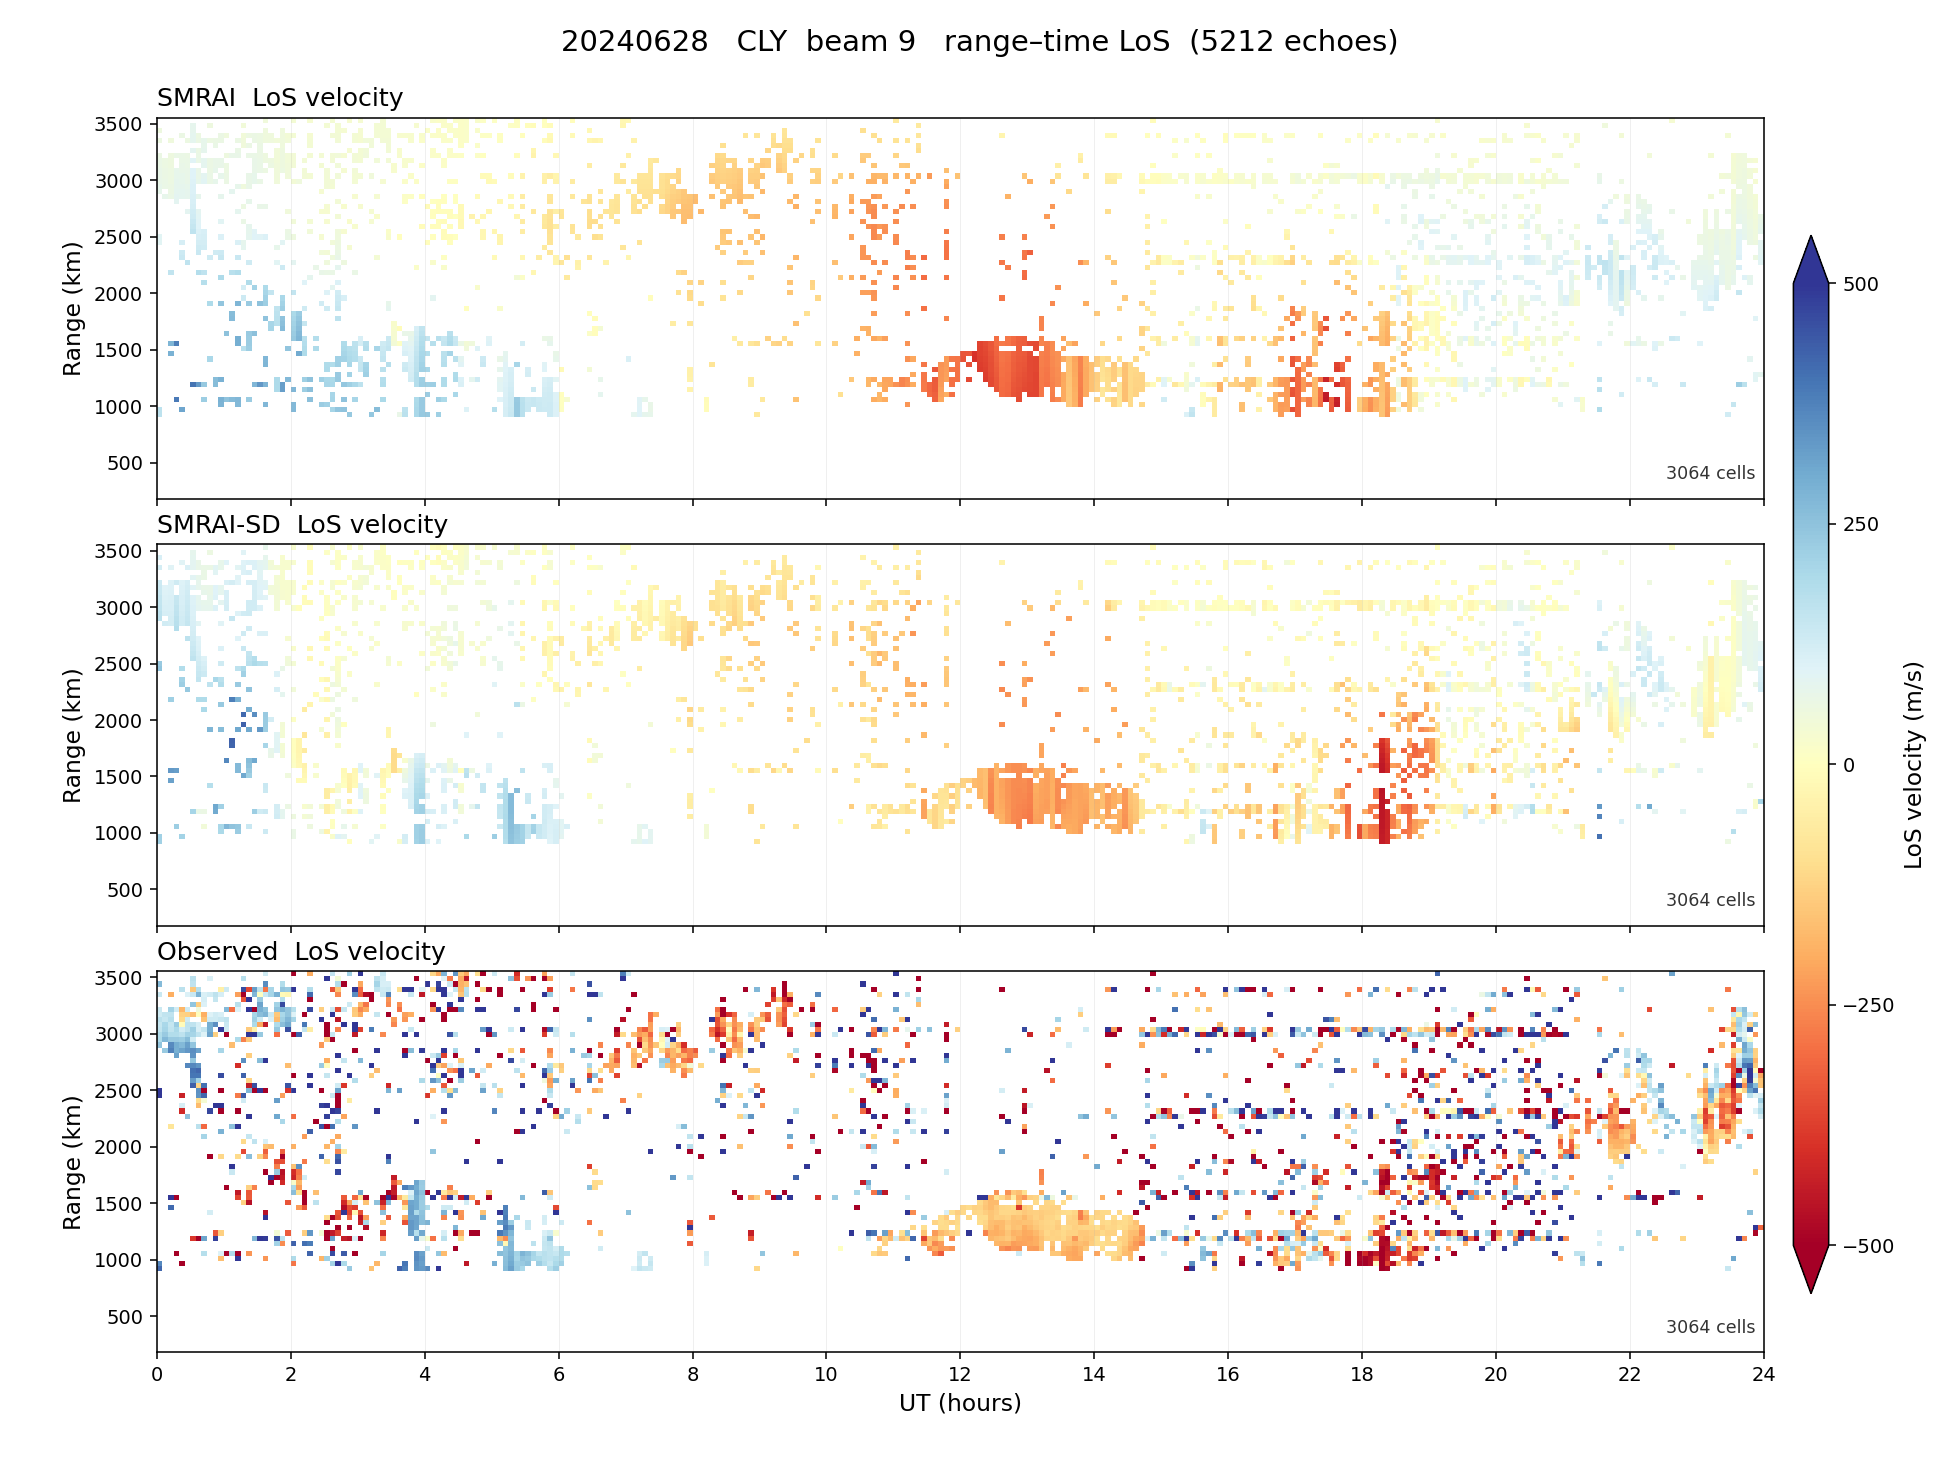 20240628   CLY  beam 9   range–time LoS  (5212 echoes)
SMRAI  LoS velocity
3500
3000
2500
2000
1500
1000
500
Range (km)
3064 cells
SMRAI-SD  LoS velocity
3500
3000
2500
2000
1500
1000
500
Range (km)
3064 cells
Observed  LoS velocity
3500
3000
2500
2000
1500
1000
500
Range (km)
3064 cells
0 2 4 6 8 10 12 14 16 18 20 22 24
UT (hours)
500
250
0
−250
−500
LoS velocity (m/s)